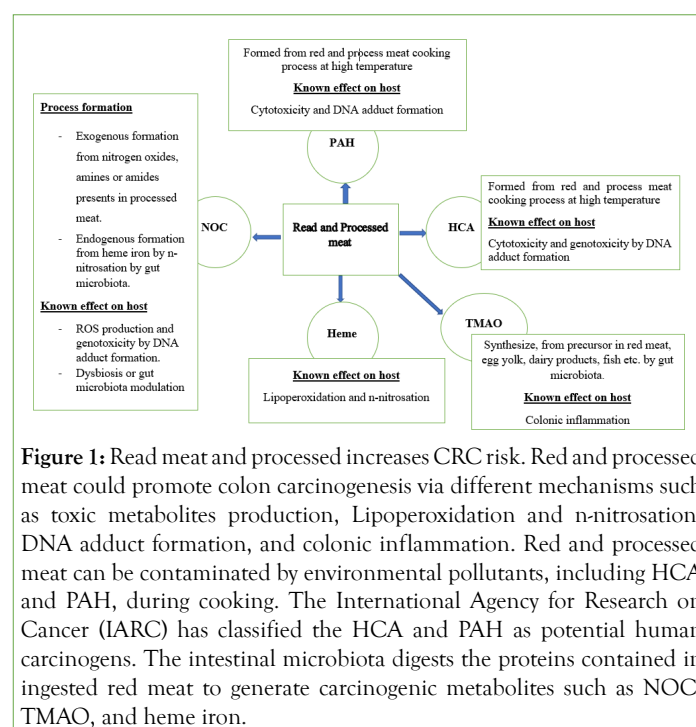 Formed from red and process meat cooking
process at high temperature
Known effect on host
Cytotoxicity and DNA adduct formation
PAH
Process formation
- Exogenous formation
from nitrogen oxides,
amines or amides
presents in processed
meat.
- Endogenous formation
from heme iron by n-
nitrosation by gut
microbiota.
Known effect on host
- ROS production and
genotoxicity by DNA
adduct formation.
- Dysbiosis or gut
microbiota modulation
NOC
Read and Processed
meat
HCA
Formed from red and process meat
cooking process at high temperature
Known effect on host
Cytotoxicity and genotoxicity by DNA
adduct formation
Heme
Known effect on host
Lipoperoxidation and n-nitrosation
TMAO
Synthesize, from precursor in red meat,
egg yolk, dairy products, fish etc. by gut
microbiota.
Known effect on host
Colonic inflammation
Figure 1: Read meat and processed increases CRC risk. Red and processed
meat could promote colon carcinogenesis via different mechanisms such
as toxic metabolites production, Lipoperoxidation and n-nitrosation
DNA adduct formation, and colonic inflammation. Red and processed
meat can be contaminated by environmental pollutants, including HCA
and PAH, during cooking. The International Agency for Research on
Cancer (IARC) has classified the HCA and PAH as potential human
carcinogens. The intestinal microbiota digests the proteins contained in
ingested red meat to generate carcinogenic metabolites such as NOC
TMAO, and heme iron.